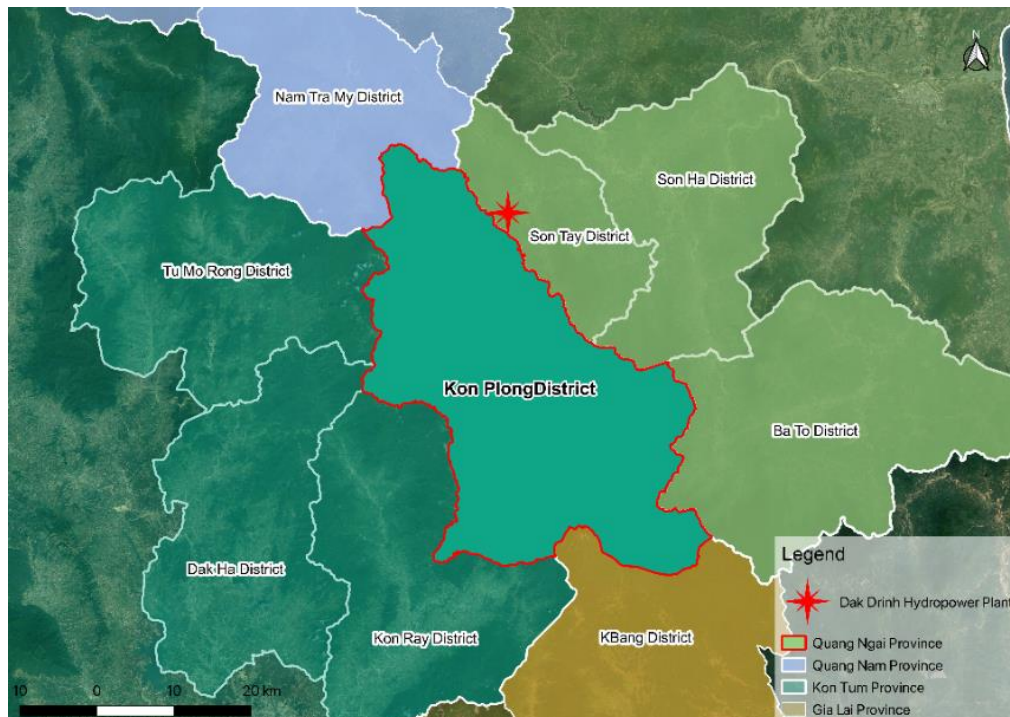 N
Nam Tra My District
Son Ha District
Son Tay District
Tu Mo Rong District
Kon PlongDistrict
Ba To District
Dak Ha District
Kon Ray District
KBang District
10 0 10 20 km
Legend
Dak Drinh Hydropower Plant
Quang Ngai Province
Quang Nam Province
Kon Tum Province
Gia Lai Province